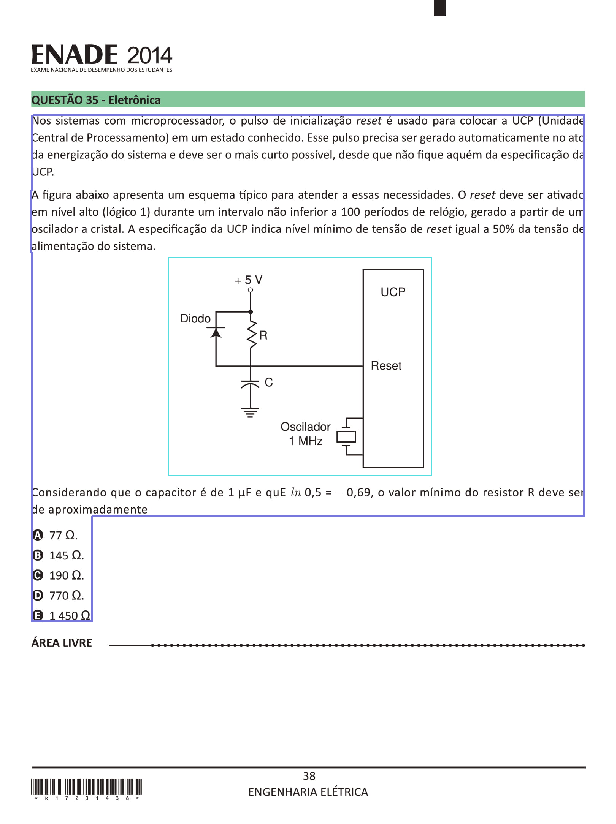 ENADE 2014
EXAME NACIONAL DE DESEMPENHO DOS ESTUDANTES
QUESTÃO 35 - Eletrônica
Nos sistemas com microprocessador, o pulso de inicialização reset é usado para colocar a UCP (Unidade
Central de Processamento) em um estado conhecido. Esse pulso precisa ser gerado automaticamente no ato
da energização do sistema e deve ser o mais curto possível, desde que não fique aquém da especificação da
UCP.
A figura abaixo apresenta um esquema típico para atender a essas necessidades. O reset deve ser ativado
em nível alto (lógico 1) durante um intervalo não inferior a 100 períodos de relógio, gerado a partir de um
oscilador a cristal. A especificação da UCP indica nível mínimo de tensão de reset igual a 50% da tensão de
alimentação do sistema.
+ 5 V
UCP
Diodo
R
Reset
C
Oscilador
1 MHz
Considerando que o capacitor é de 1 µF e quE ln 0,5 = 0,69, o valor mínimo do resistor R deve ser
de aproximadamente
A 77 Ω.
B 145 Ω.
C 190 Ω.
D 770 Ω.
E 1 450 Ω
ÁREA LIVRE
38
ENGENHARIA ELÉTRICA